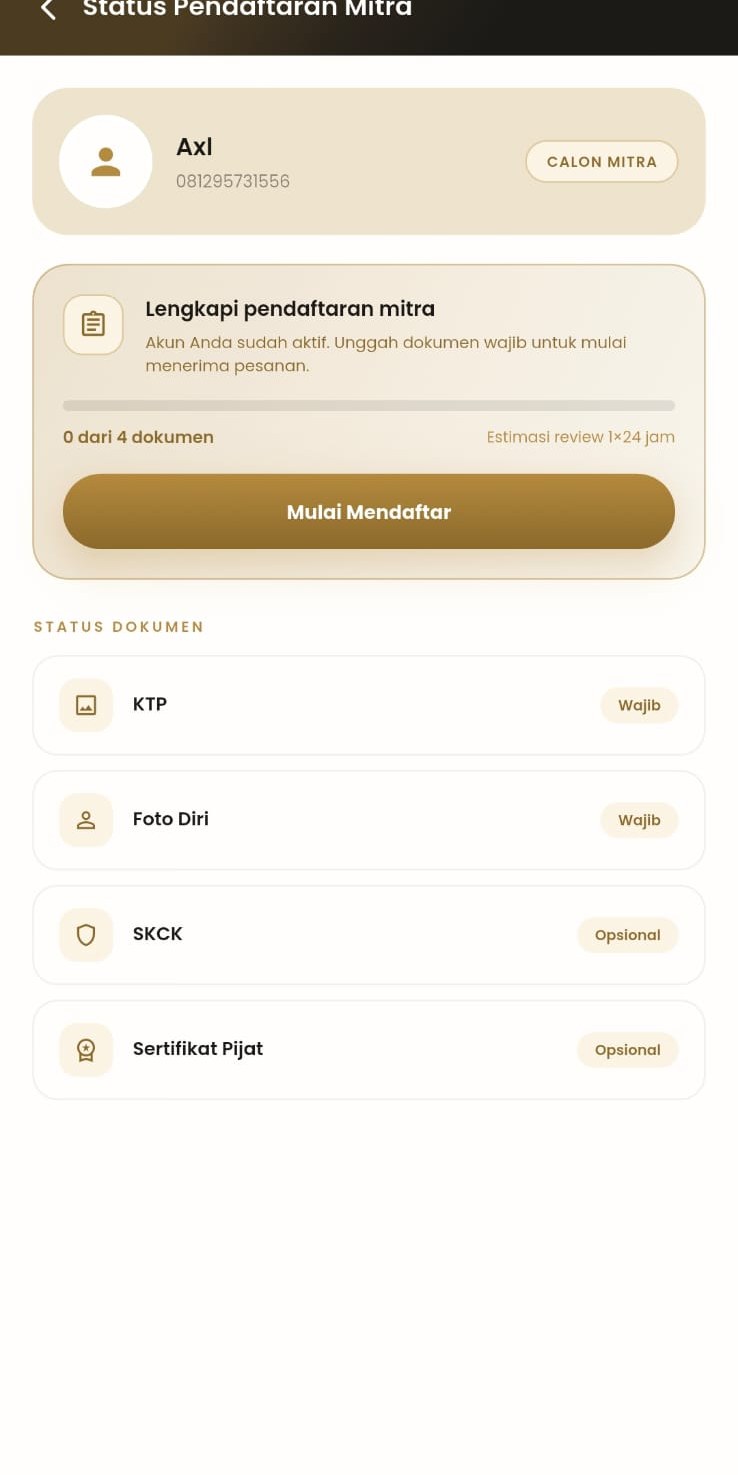 Status Pendaftaran Mitra
Axl
081295731556
CALON MITRA
Lengkapi pendaftaran mitra
Akun Anda sudah aktif. Unggah dokumen wajib untuk mulai
menerima pesanan.
0 dari 4 dokumen
Estimasi review 1×24 jam
Mulai Mendaftar
STATUS DOKUMEN
KTP
Wajib
Foto Diri
Wajib
SKCK
Opsional
Sertifikat Pijat
Opsional